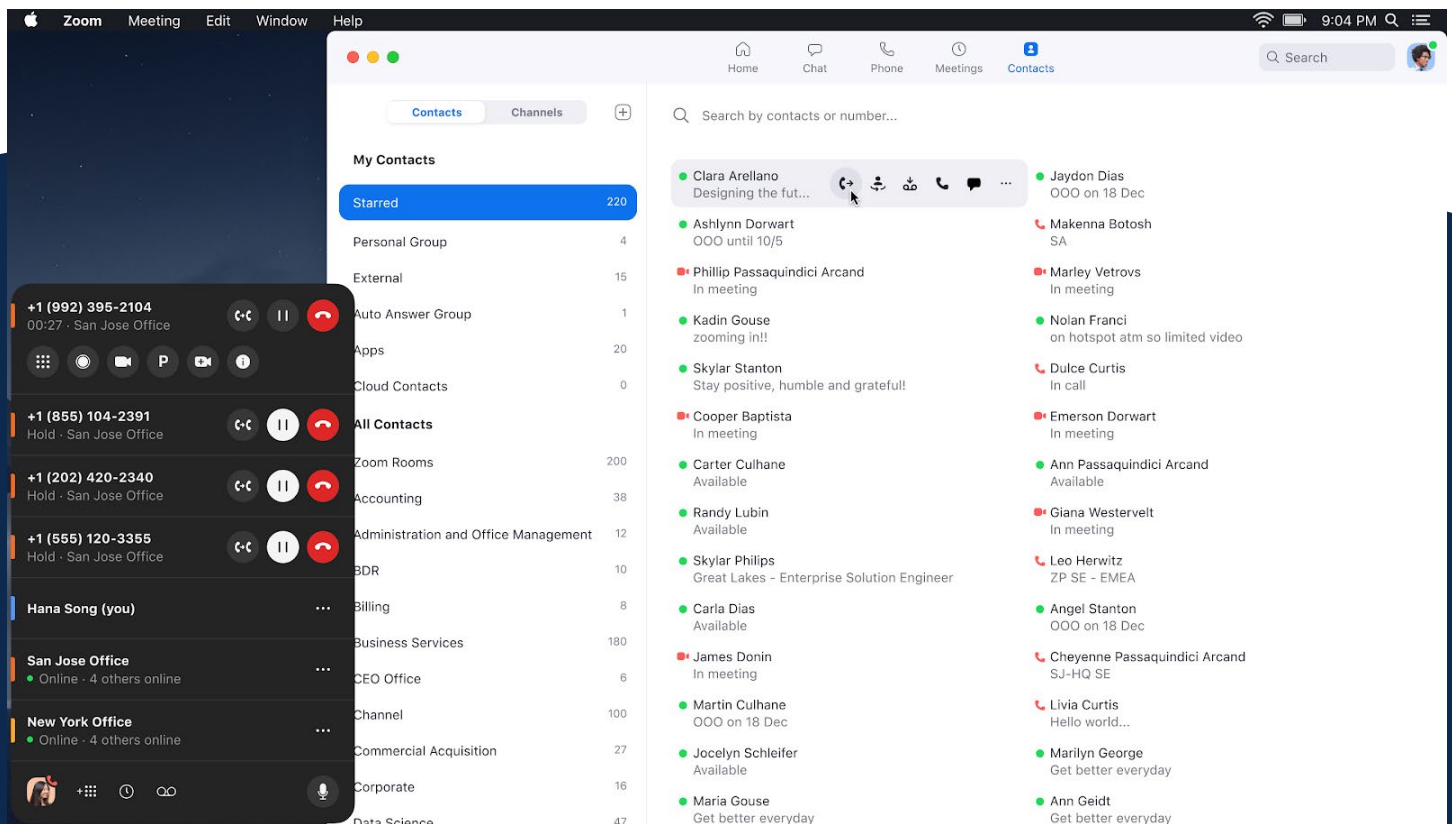 Zoom Meeting Edit Window Help 9:04 PM
Home Chat Phone Meetings Contacts
Search
Contacts Channels
My Contacts
Starred 220
Personal Group 4
External 15
Auto Answer Group 1
Apps 20
Cloud Contacts 0
All Contacts
Zoom Rooms 200
Accounting 38
Administration and Office Management 12
BDR 10
Billing 8
Business Services 180
CEO Office 6
Channel 100
Commercial Acquisition 27
Corporate 16
Data Science 47
+1 (992) 395-2104
00:27 · San Jose Office
P
+1 (855) 104-2391
Hold · San Jose Office
+1 (202) 420-2340
Hold · San Jose Office
+1 (555) 120-3355
Hold · San Jose Office
Hana Song (you)
San Jose Office
Online · 4 others online
New York Office
Online · 4 others online
Search by contacts or number...
Clara Arellano
Designing the fut...
Ashlynn Dorwart
OOO until 10/5
Phillip Passaquindici Arcand
In meeting
Kadin Gouse
zooming in!!
Skylar Stanton
Stay positive, humble and grateful!
Cooper Baptista
In meeting
Carter Culhane
Available
Randy Lubin
Available
Skylar Philips
Great Lakes - Enterprise Solution Engineer
Carla Dias
Available
James Donin
In meeting
Martin Culhane
OOO on 18 Dec
Jocelyn Schleifer
Available
Maria Gouse
Get better everyday
Jaydon Dias
OOO on 18 Dec
Makenna Botosh
SA
Marley Vetrovs
In meeting
Nolan Franci
on hotspot atm so limited video
Dulce Curtis
In call
Emerson Dorwart
In meeting
Ann Passaquindici Arcand
Available
Giana Westervelt
In meeting
Leo Herwitz
ZP SE - EMEA
Angel Stanton
OOO on 18 Dec
Cheyenne Passaquindici Arcand
SJ-HQ SE
Livia Curtis
Hello world...
Marilyn George
Get better everyday
Ann Geidt
Get better everyday